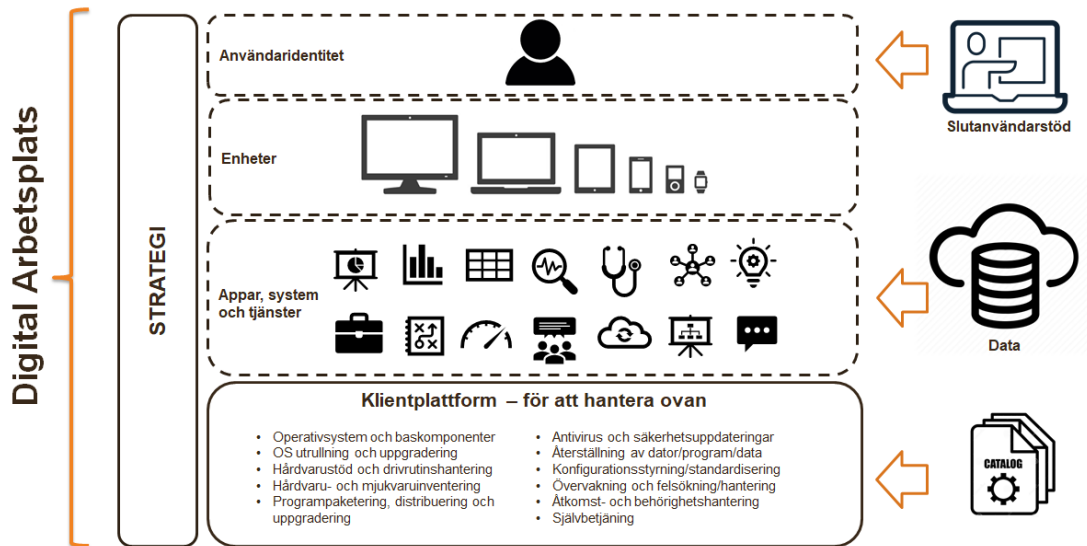 Digital Arbetsplats
STRATEGI
Användaridentitet
Enheter
Appar, system
och tjänster
Klientplattform – för att hantera ovan
• Operativsystem och baskomponenter
• OS utrullning och uppgradering
• Hårdvarustöd och drivrutinshantering
• Hårdvaru- och mjukvaruinventering
• Programpaketering, distribuering och
uppgradering
• Antivirus och säkerhetsuppdateringar
• Återställning av dator/program/data
• Konfigurationsstyrning/standardisering
• Övervakning och felsökning/hantering
• Åtkomst- och behörighetshantering
• Självbetjäning
Slutanvändarstöd
Data
CATALOG